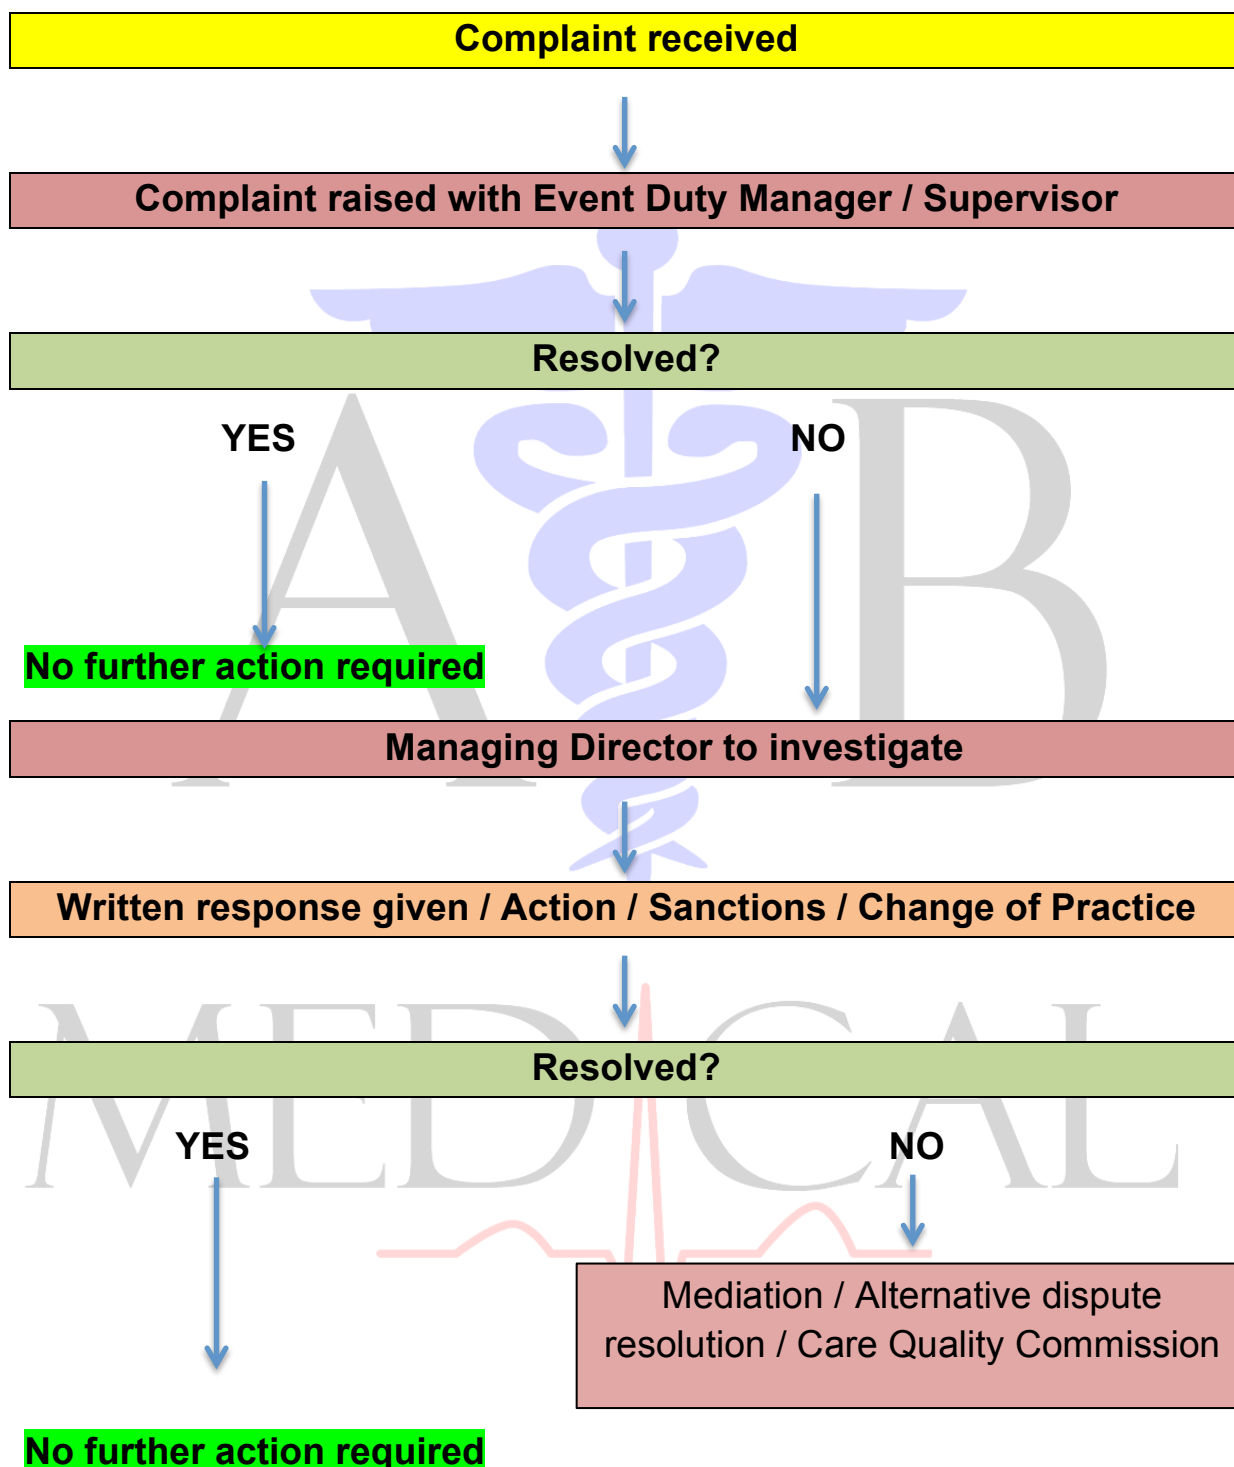 Complaint received
Complaint raised with Event Duty Manager / Supervisor
Resolved?
YES
NO
No further action required
Managing Director to investigate
Written response given / Action / Sanctions / Change of Practice
Resolved?
YES
NO
Mediation / Alternative dispute
resolution / Care Quality Commission
No further action required
A B
MEDICAL